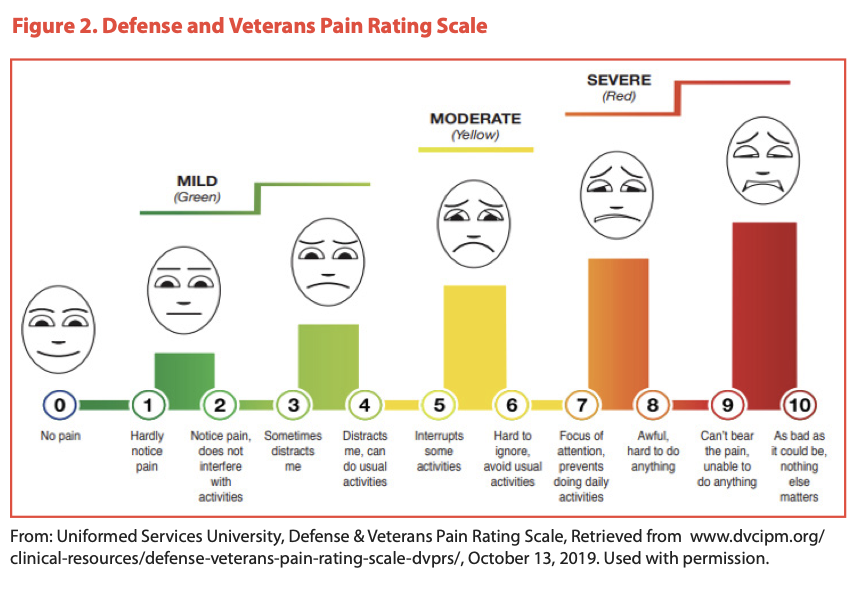 Figure 2. Defense and Veterans Pain Rating Scale
SEVERE
(Red)
MODERATE
(Yellow)
MILD
(Green)
0
1
2
3
4
5
6
7
8
9
10
No pain
Hardly
notice
pain
Notice pain,
does not
interfere
with
activities
Sometimes
distracts
me
Distracts
me, can
do usual
activities
Interrupts
some
activities
Hard to
ignore,
avoid usual
activities
Focus of
attention,
prevents
doing daily
activities
Awful,
hard to do
anything
Can't bear
the pain,
unable to
do anything
As bad as
it could be,
nothing
else
matters
From: Uniformed Services University, Defense & Veterans Pain Rating Scale, Retrieved from www.dvcipm.org/
clinical-resources/defense-veterans-pain-rating-scale-dvprs/, October 13, 2019. Used with permission.